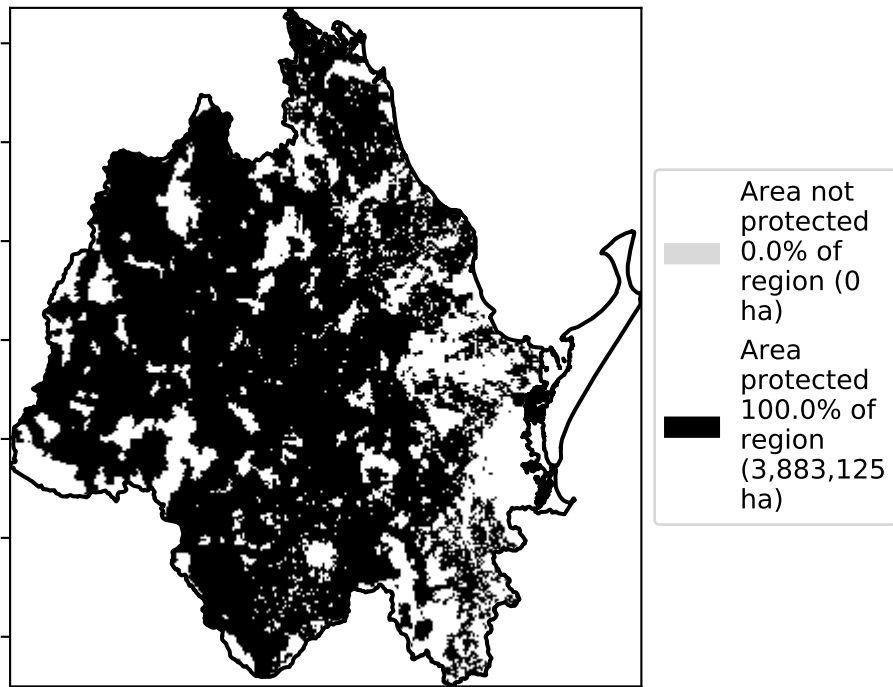 Area not
protected
0.0% of
region (0
ha)
Area
protected
100.0% of
region
(3,883,125
ha)